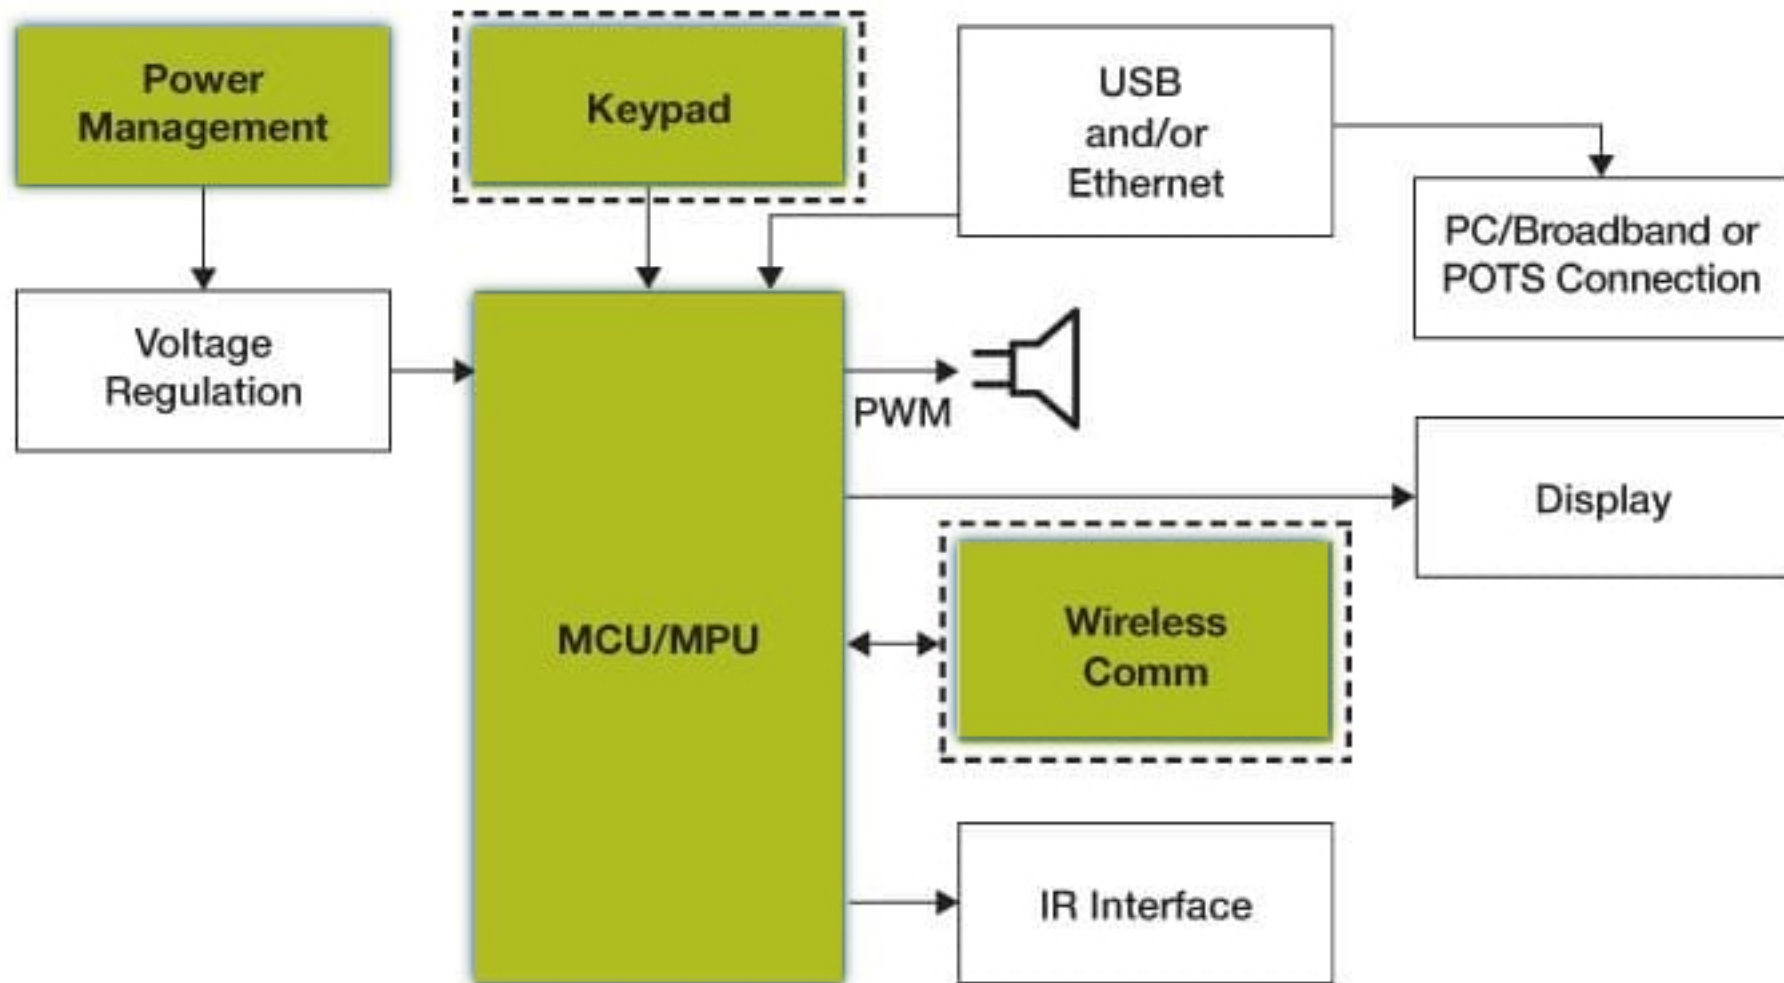 Power
Management
Keypad
USB
and/or
Ethernet
PC/Broadband or
POTS Connection
Voltage
Regulation
PWM
Display
MCU/MPU
Wireless
Comm
IR Interface